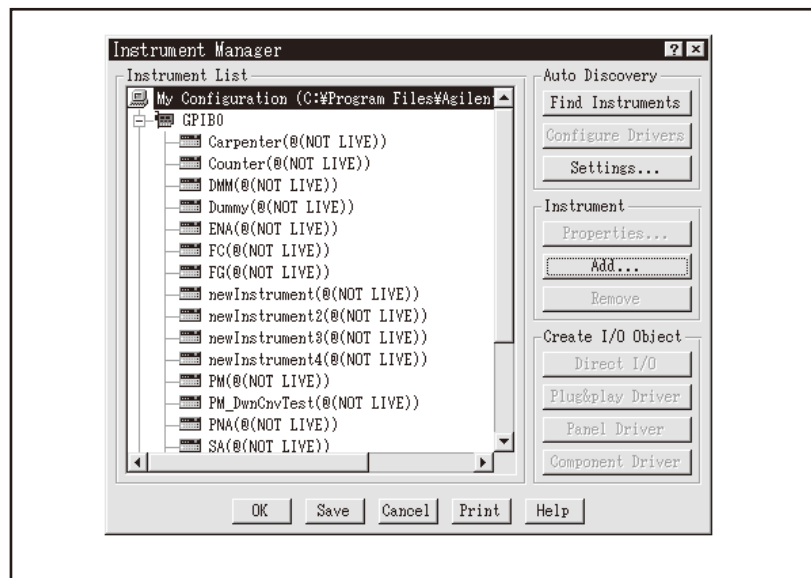 Instrument Manager
Instrument List
My Configuration (C:¥Program Files¥Agilen
GPIB0
Carpenter(@(NOT LIVE))
Counter(@(NOT LIVE))
DMM(@(NOT LIVE))
Dummy(@(NOT LIVE))
ENA(@(NOT LIVE))
FC(@(NOT LIVE))
FG(@(NOT LIVE))
newInstrument(@(NOT LIVE))
newInstrument2(@(NOT LIVE))
newInstrument3(@(NOT LIVE))
newInstrument4(@(NOT LIVE))
PM(@(NOT LIVE))
PM_DwnCnvTest(@(NOT LIVE))
PNA(@(NOT LIVE))
SA(@(NOT LIVE))
Auto Discovery
Find Instruments
Configure Drivers
Settings...
Instrument
Properties...
Add...
Remove
Create I/O Object
Direct I/O
Plug&play Driver
Panel Driver
Component Driver
OK Save Cancel Print Help